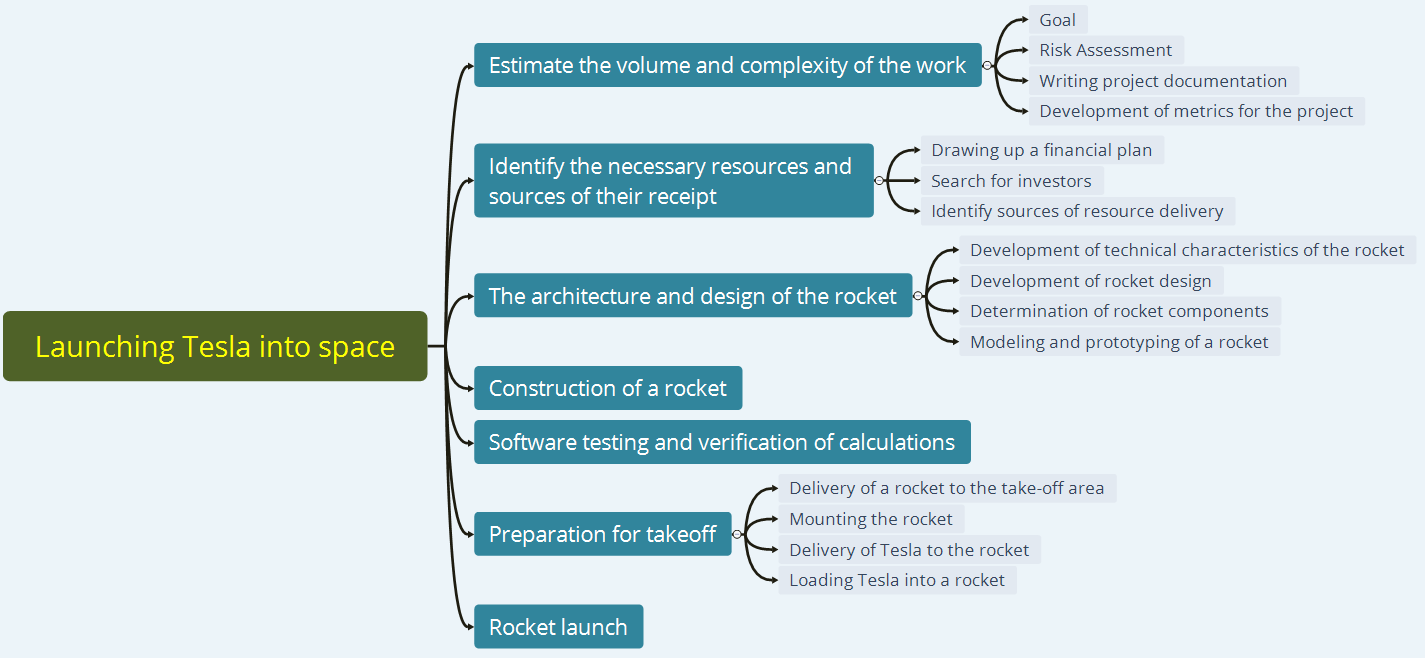 Launching Tesla into space
Estimate the volume and complexity of the work
Goal
Risk Assessment
Writing project documentation
Development of metrics for the project
Identify the necessary resources and
sources of their receipt
Drawing up a financial plan
Search for investors
Identify sources of resource delivery
The architecture and design of the rocket
Development of technical characteristics of the rocket
Development of rocket design
Determination of rocket components
Modeling and prototyping of a rocket
Construction of a rocket
Software testing and verification of calculations
Preparation for takeoff
Delivery of a rocket to the take-off area
Mounting the rocket
Delivery of Tesla to the rocket
Loading Tesla into a rocket
Rocket launch